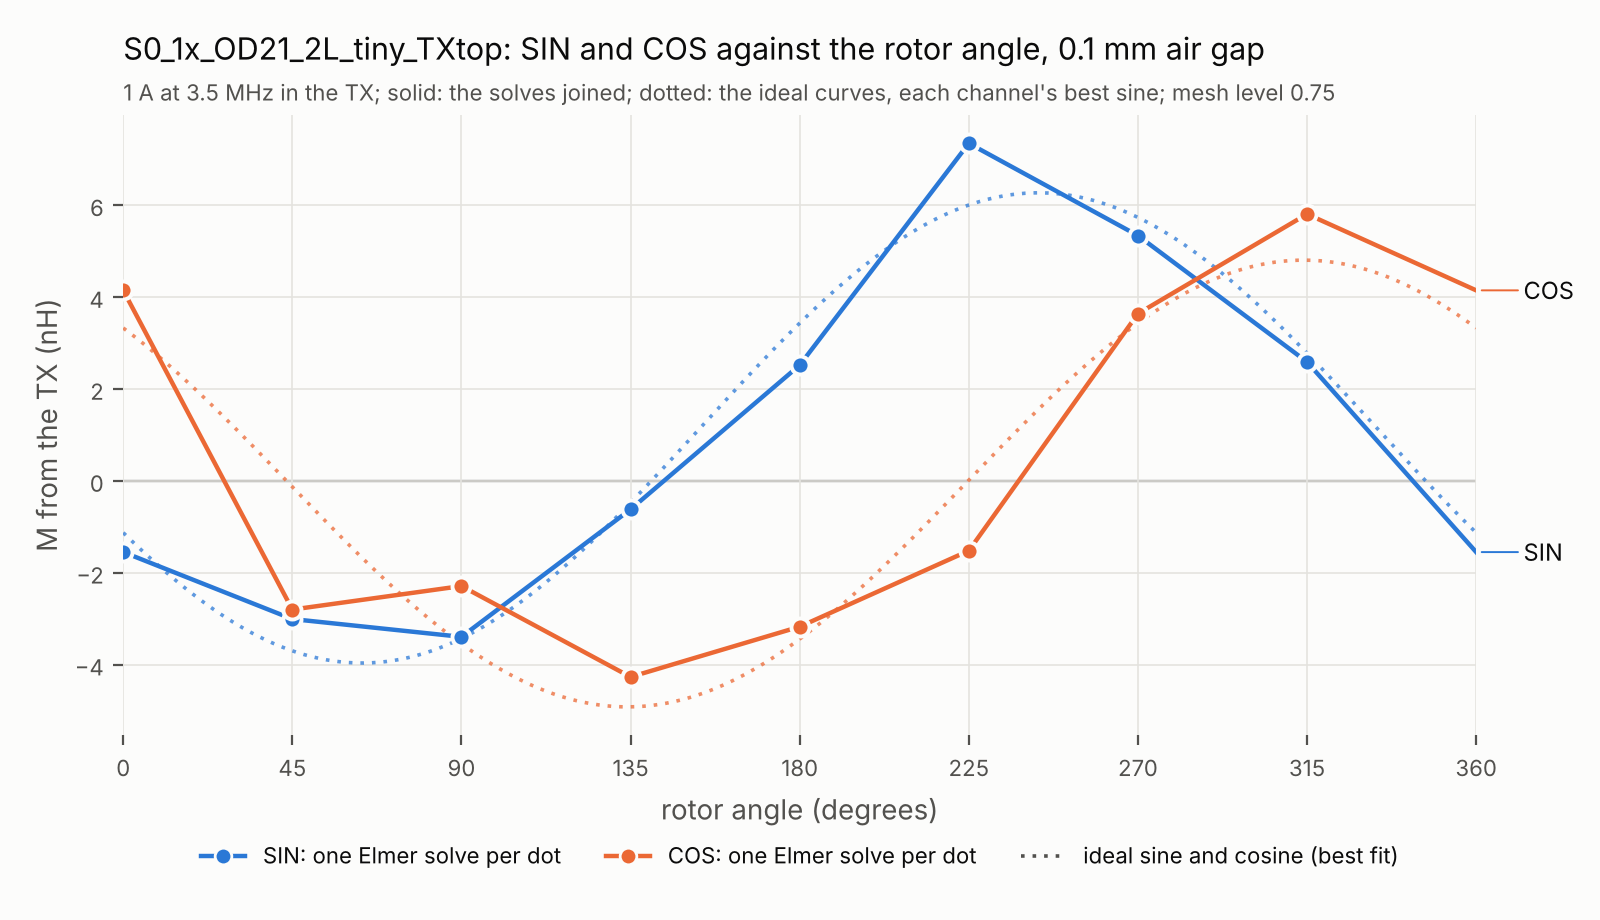 S0_1x_OD21_2L_tiny_TXtop: SIN and COS against the rotor angle, 0.1 mm air gap
1 A at 3.5 MHz in the TX; solid: the solves joined; dotted: the ideal curves, each channel's best sine; mesh level 0.75
M from the TX (nH)
6
4
2
0
−2
−4
COS
SIN
0 45 90 135 180 225 270 315 360
rotor angle (degrees)
SIN: one Elmer solve per dot COS: one Elmer solve per dot ideal sine and cosine (best fit)